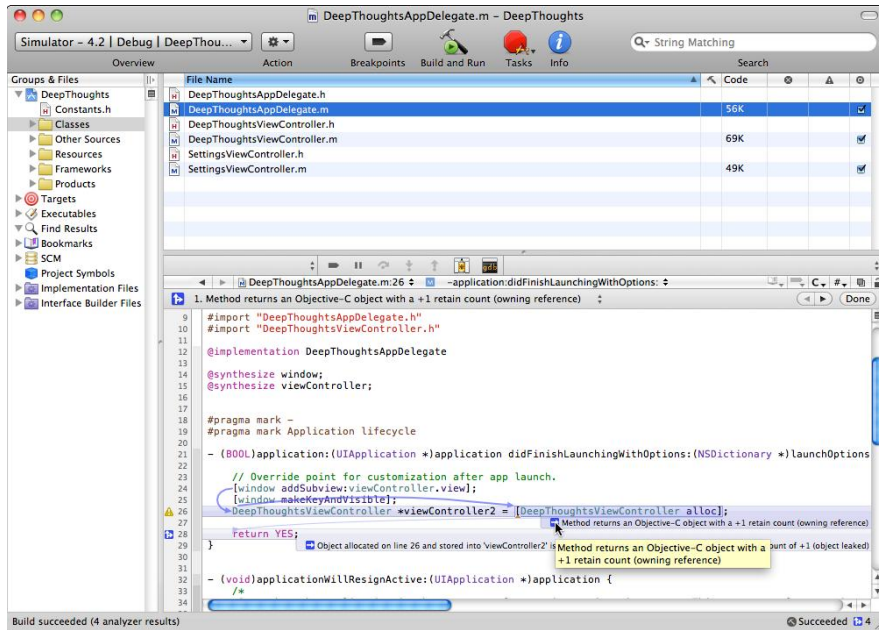 DeepThoughtsAppDelegate.m - DeepThoughts
Simulator - 4.2 | Debug | DeepThou...
String Matching
Overview Action Breakpoints Build and Run Tasks Info Search
Groups & Files
DeepThoughts
Constants.h
Classes
Other Sources
Resources
Frameworks
Products
Targets
Executables
Find Results
Bookmarks
SCM
Project Symbols
Implementation Files
Interface Builder Files
File Name Code
DeepThoughtsAppDelegate.h
DeepThoughtsAppDelegate.m 56K
DeepThoughtsViewController.h
DeepThoughtsViewController.m 69K
SettingsViewController.h
SettingsViewController.m 49K
gdb
DeepThoughtsAppDelegate.m:26 -application:didFinishLaunchingWithOptions: C, #,
1. Method returns an Objective-C object with a +1 retain count (owning reference) Done
9 #import "DeepThoughtsAppDelegate.h"
10 #import "DeepThoughtsViewController.h"
11
12 @implementation DeepThoughtsAppDelegate
13
14 @synthesize window;
15 @synthesize viewController;
16
17
18 #pragma mark -
19 #pragma mark Application lifecycle
20
21 - (BOOL)application:(UIApplication *)application didFinishLaunchingWithOptions:(NSDictionary *)launchOptions
22
23 // Override point for customization after app launch.
24 [window addSubview:viewController.view];
25 [window makeKeyAndVisible];
26 DeepThoughtsViewController *viewController2 = [DeepThoughtsViewController alloc];
27 Method returns an Objective-C object with a +1 retain count (owning reference)
28 return YES;
29 } Object allocated on line 26 and stored into 'viewController2' is ount of +1 (object leaked)
Method returns an Objective-C object with a
+1 retain count (owning reference)
30
31
32 - (void)applicationWillResignActive:(UIApplication *)application {
33 /*
34
Build succeeded (4 analyzer results) Succeeded 4